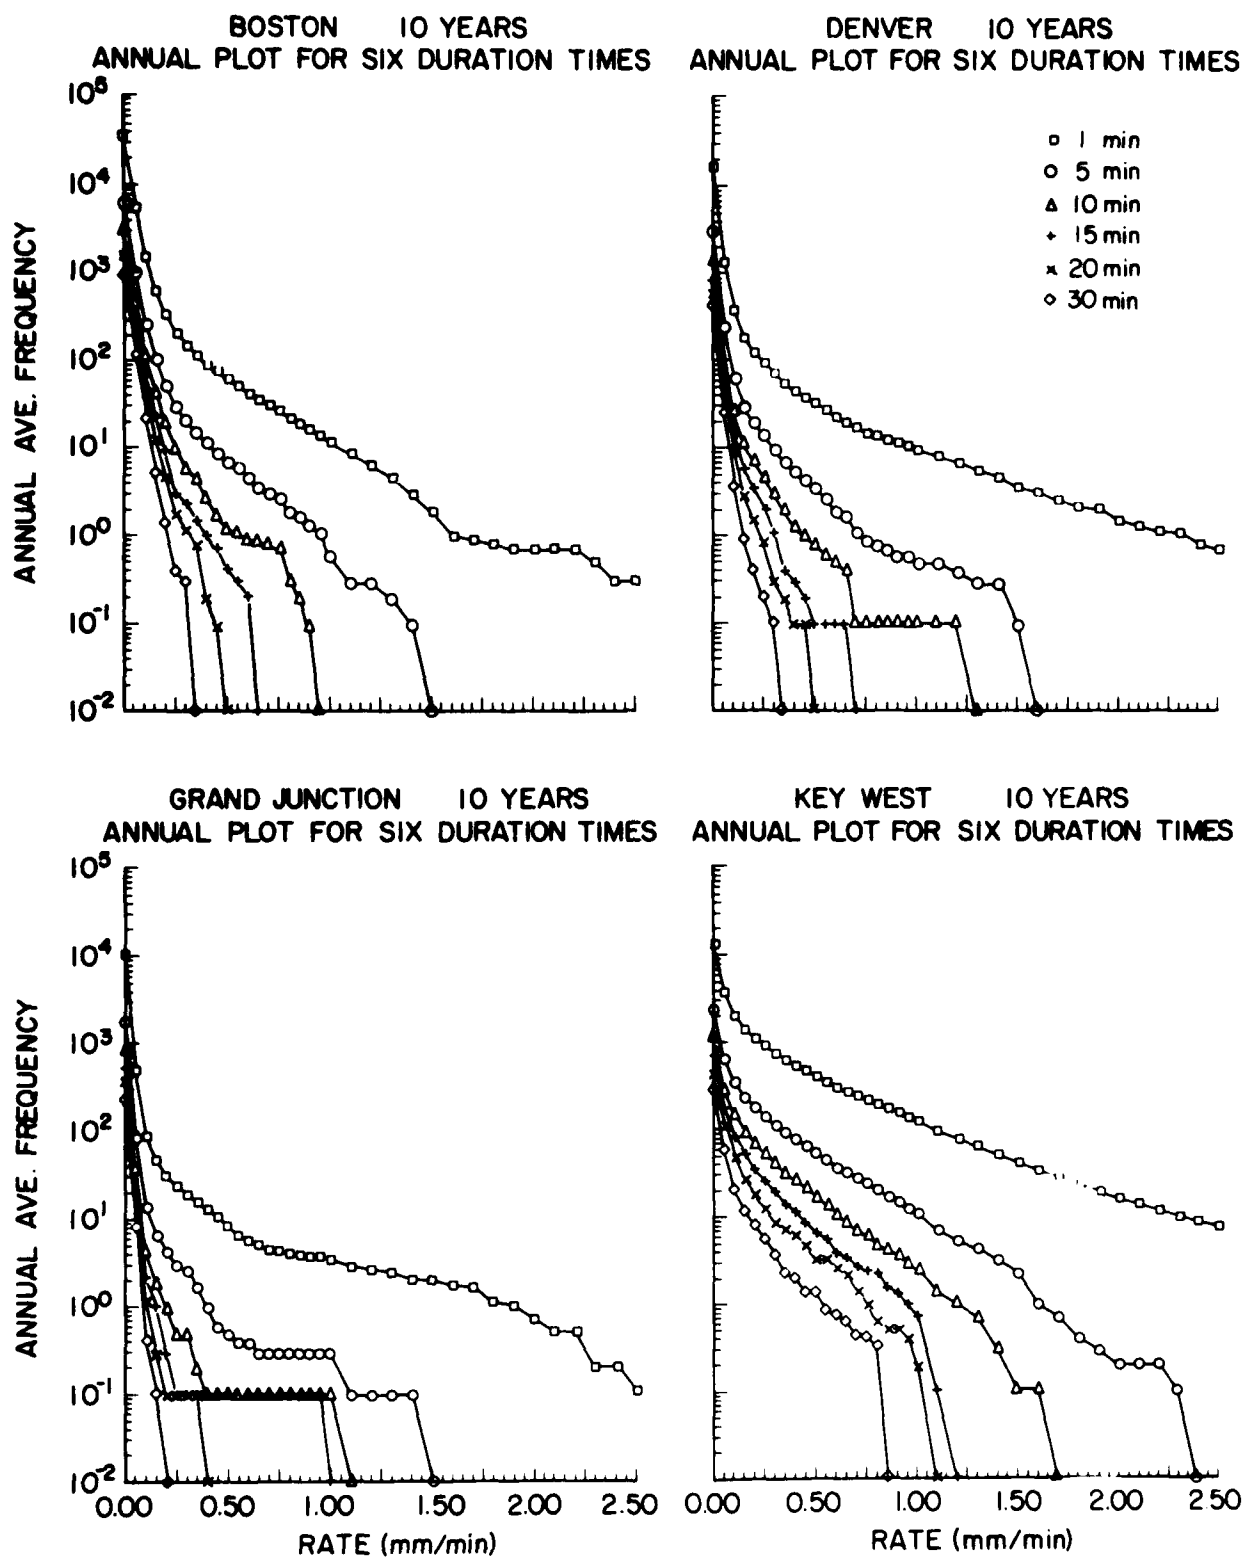 BOSTON 10 YEARS
ANNUAL PLOT FOR SIX DURATION TIMES
10^5
10^4
10^3
10^2
10^1
10^0
10^-1
10^-2
ANNUAL AVE. FREQUENCY
DENVER 10 YEARS
ANNUAL PLOT FOR SIX DURATION TIMES
1 min
5 min
10 min
15 min
20 min
30 min
GRAND JUNCTION 10 YEARS
ANNUAL PLOT FOR SIX DURATION TIMES
10^5
10^4
10^3
10^2
10^1
10^0
10^-1
10^-2
ANNUAL AVE. FREQUENCY
0.00 0.50 1.00 1.50 2.00 2.50
RATE (mm/min)
KEY WEST 10 YEARS
ANNUAL PLOT FOR SIX DURATION TIMES
0.00 0.50 1.00 1.50 2.00 2.50
RATE (mm/min)